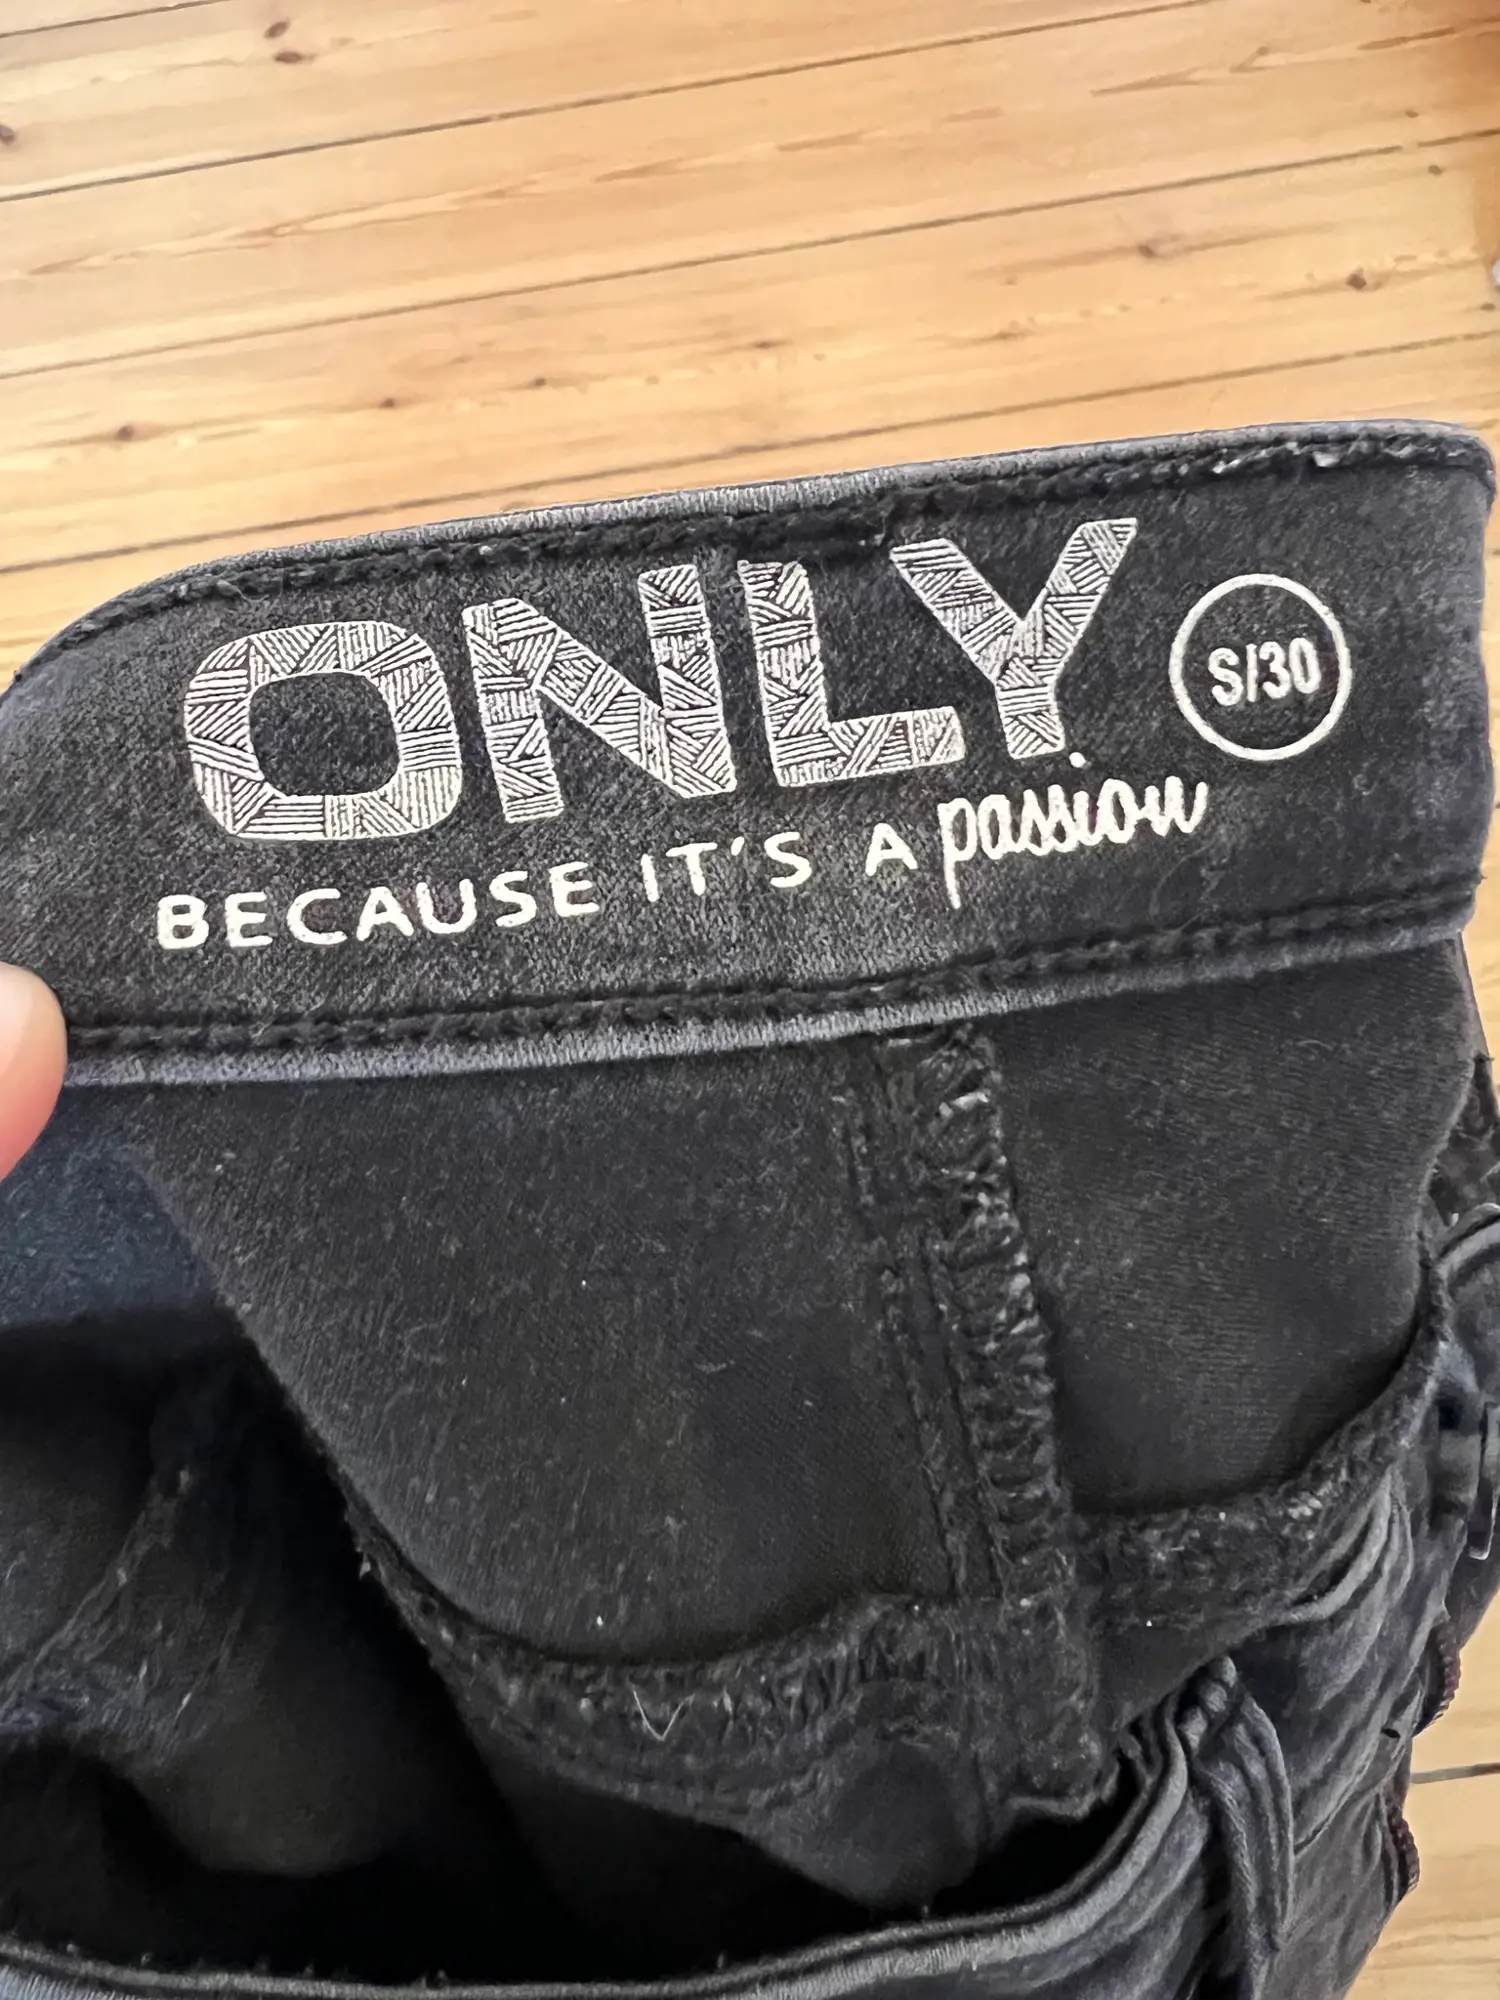 ONLY
S/30
BECAUSE IT'S A passion